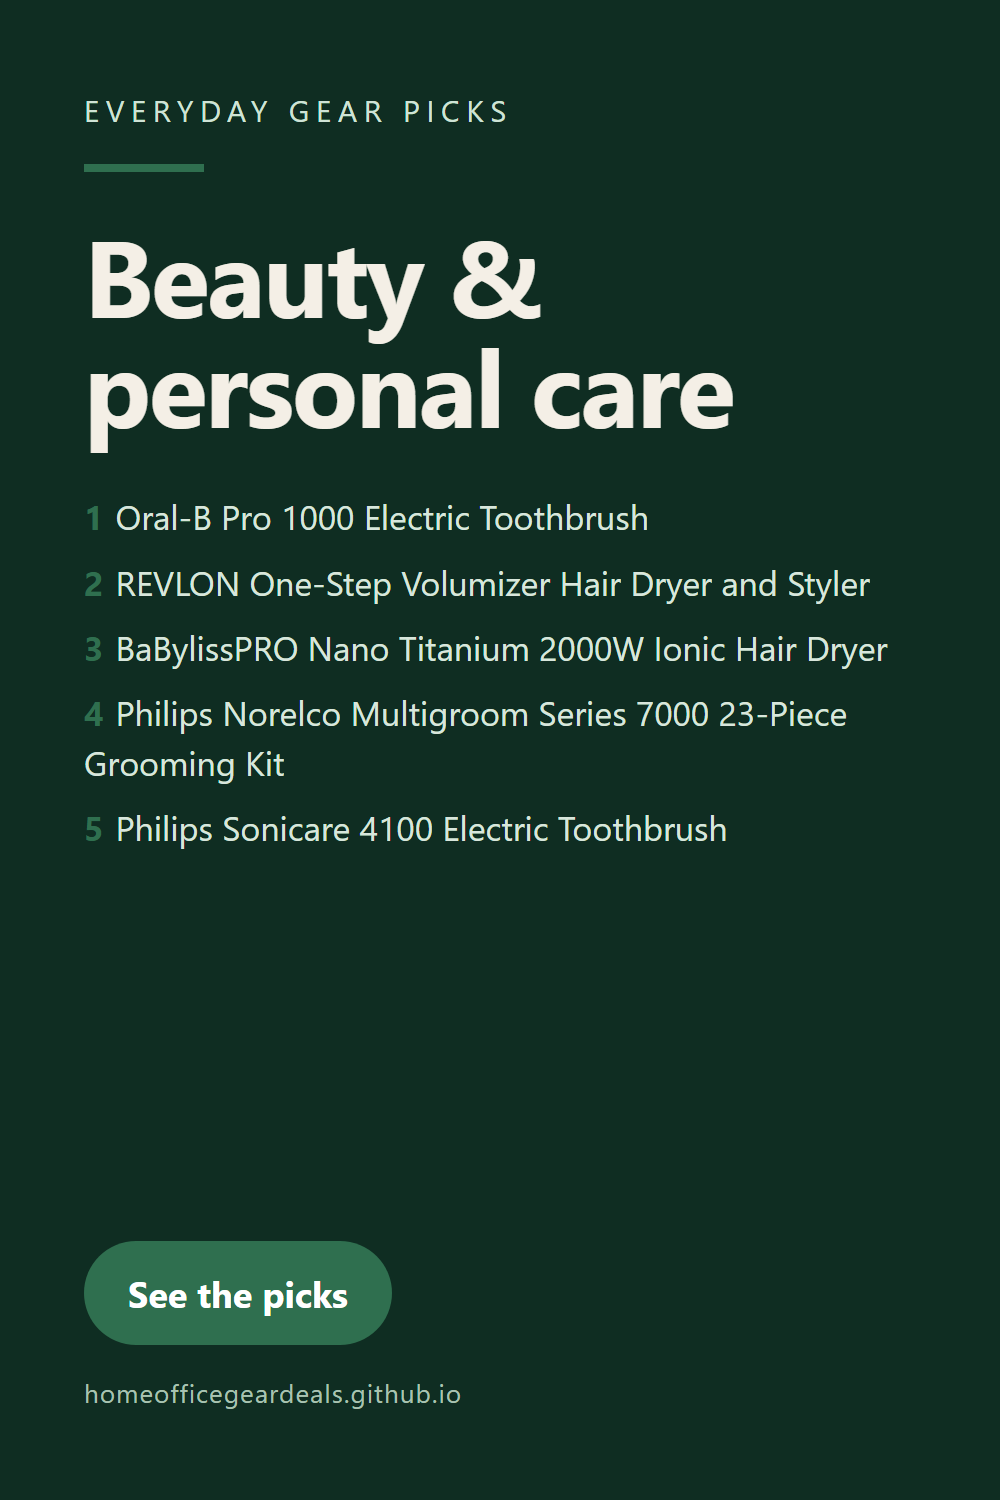 EVERYDAY GEAR PICKS
Beauty &
personal care
1 Oral-B Pro 1000 Electric Toothbrush
2 REVLON One-Step Volumizer Hair Dryer and Styler
3 BaBylissPRO Nano Titanium 2000W Ionic Hair Dryer
4 Philips Norelco Multigroom Series 7000 23-Piece
Grooming Kit
5 Philips Sonicare 4100 Electric Toothbrush
See the picks
homeofficegeardeals.github.io